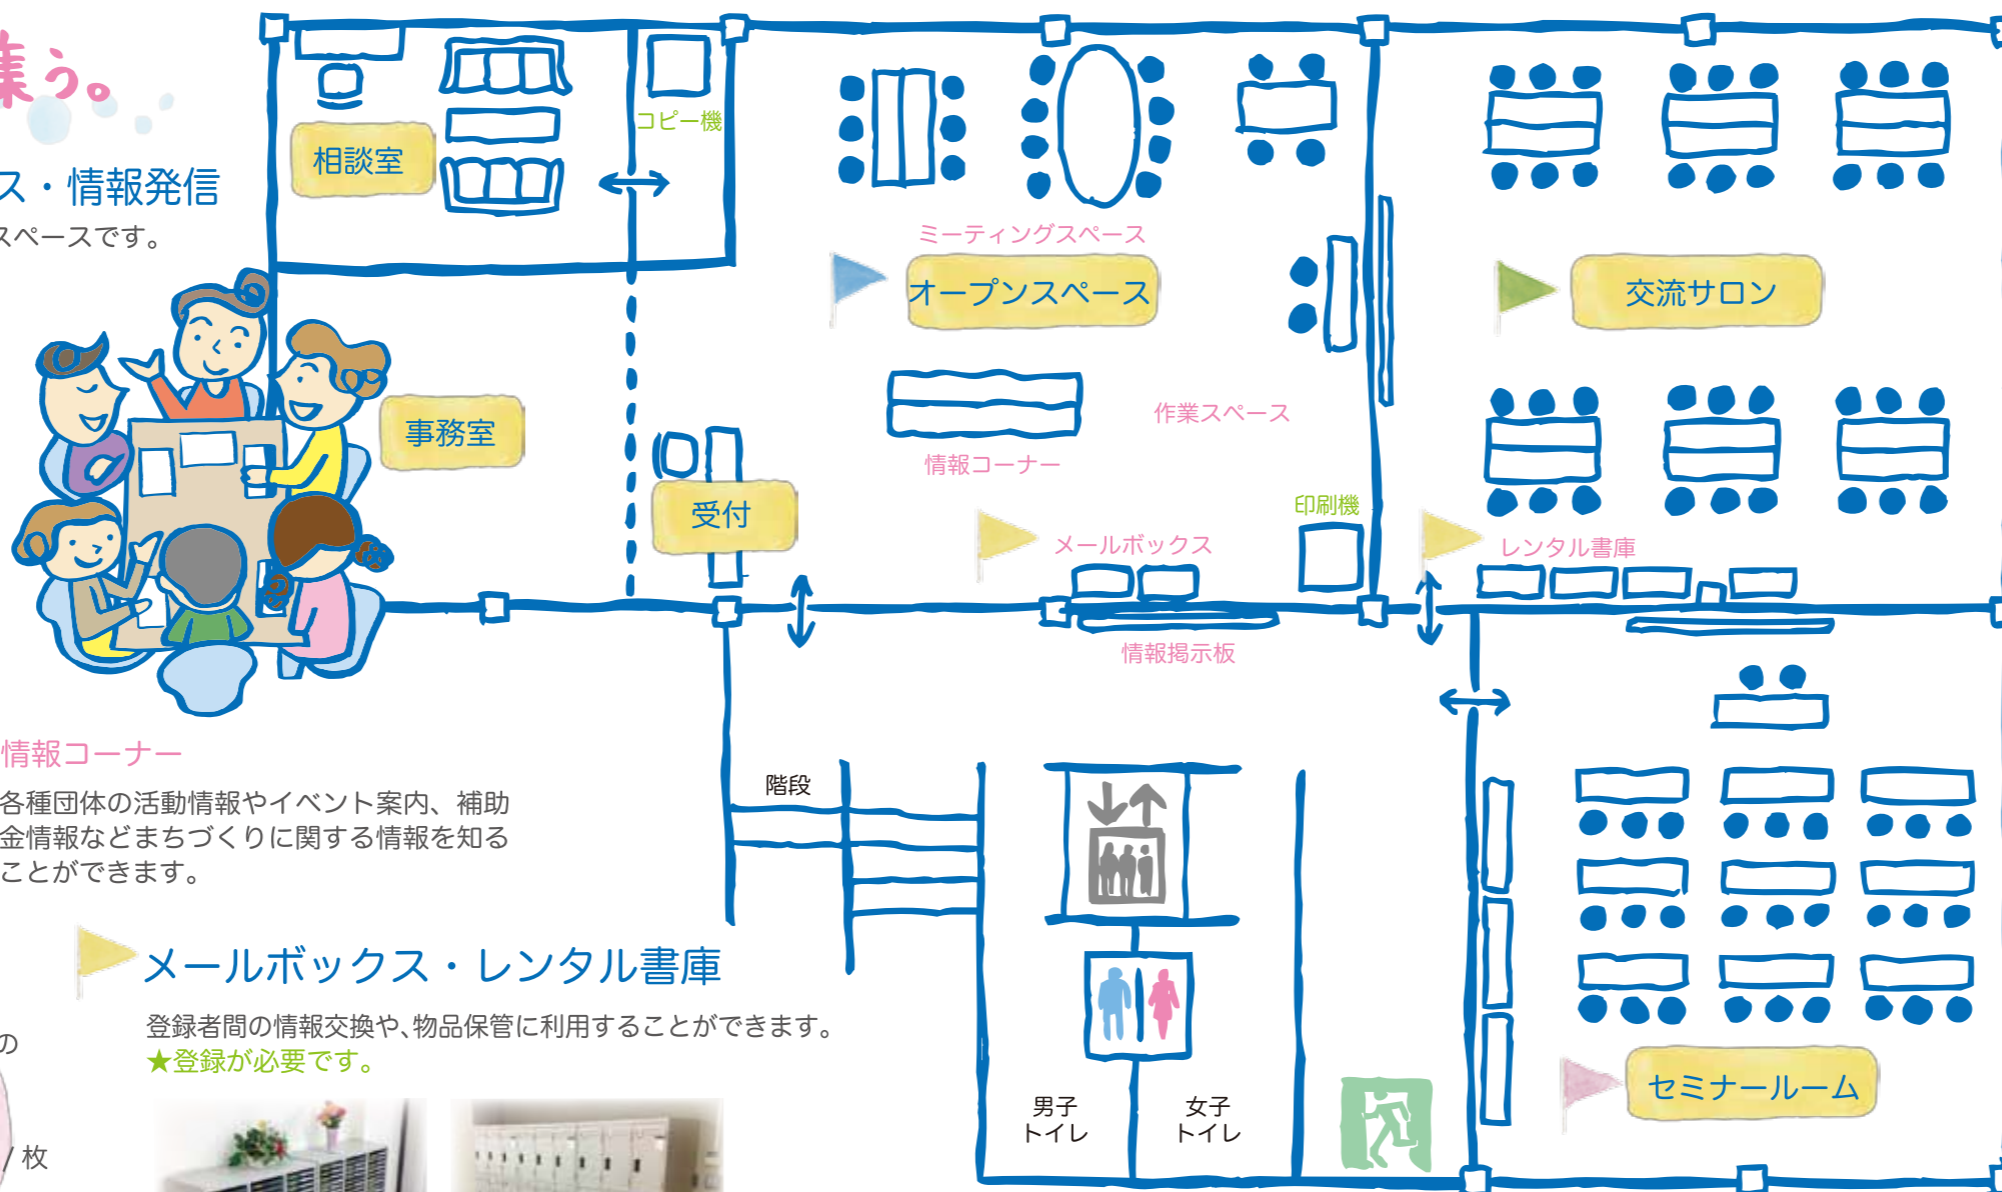 集う。
ス・情報発信
スペースです。
相談室
コピー機
事務室
受付
ミーティングスペース
オープンスペース
情報コーナー
作業スペース
印刷機
メールボックス
情報掲示板
交流サロン
レンタル書庫
階段
男子
トイレ
女子
トイレ
セミナールーム
情報コーナー
各種団体の活動情報やイベント案内、補助
金情報などまちづくりに関する情報を知る
ことができます。
メールボックス・レンタル書庫
登録者間の情報交換や、物品保管に利用することができます。
★登録が必要です。
の
/ 枚